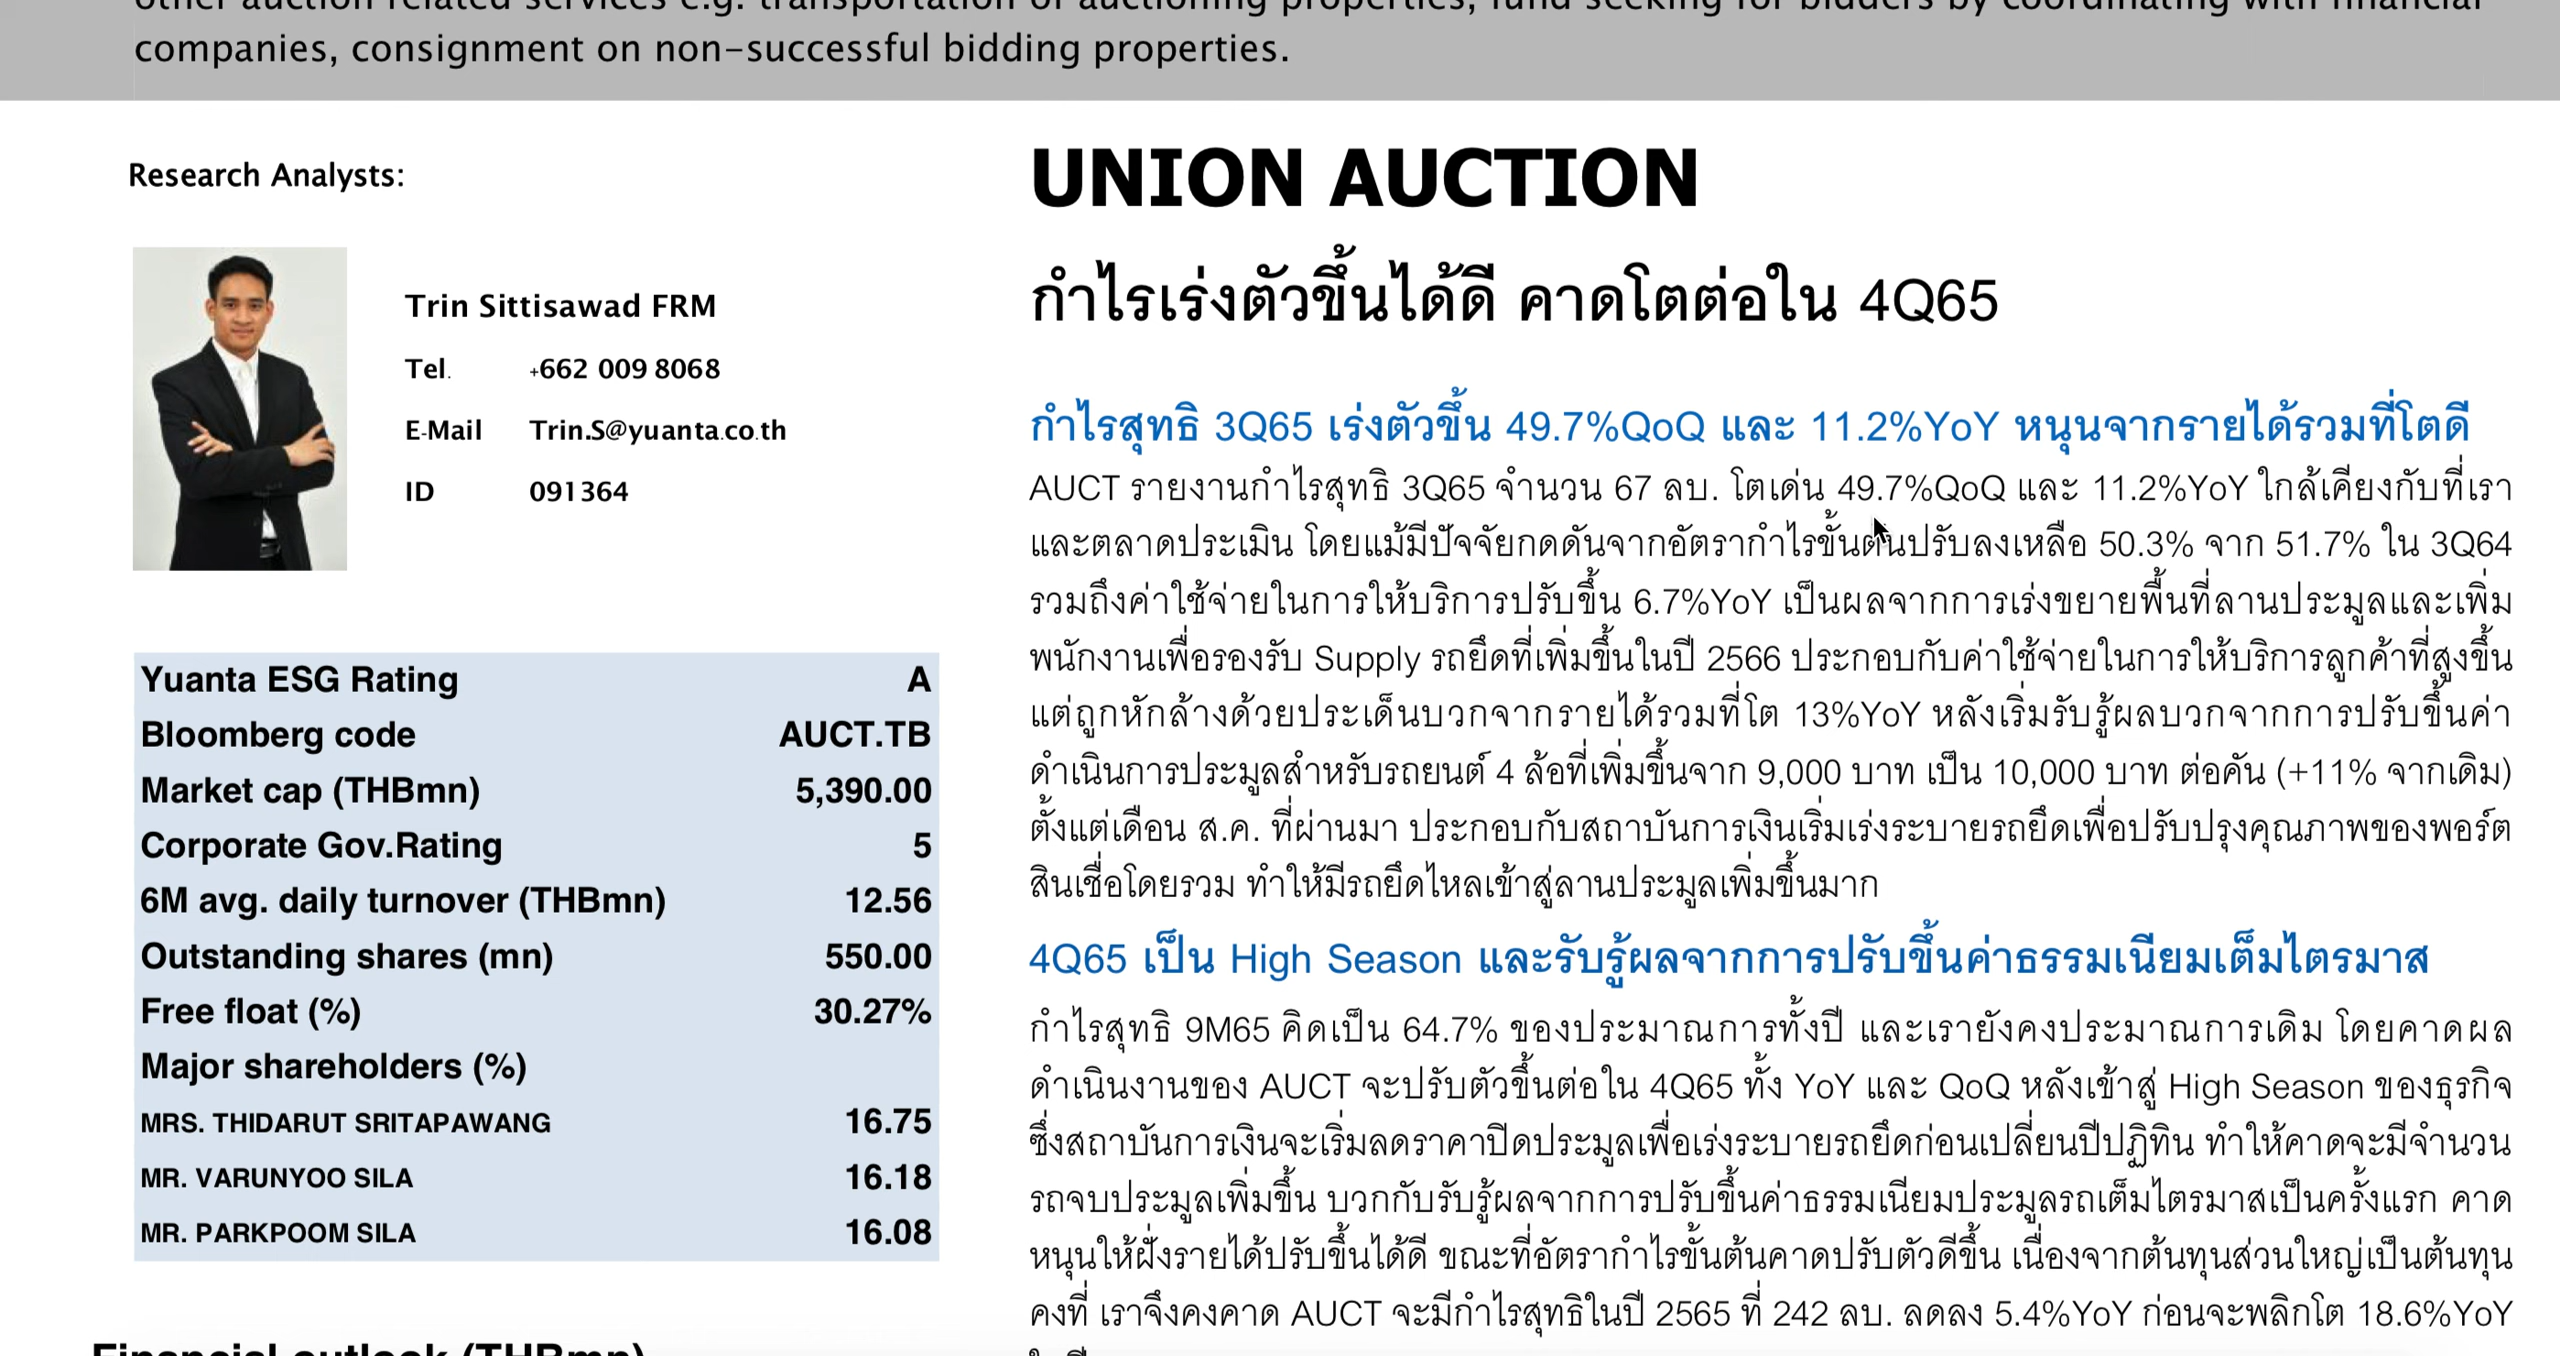 companies, consignment on non-successful bidding properties.
Research Analysts:
Trin Sittisawad FRM
Tel. +662 009 8068
E-Mail Trin.S@yuanta.co.th
ID 091364
Yuanta ESG Rating A
Bloomberg code AUCT.TB
Market cap (THBmn) 5,390.00
Corporate Gov.Rating 5
6M avg. daily turnover (THBmn) 12.56
Outstanding shares (mn) 550.00
Free float (%) 30.27%
Major shareholders (%)
MRS. THIDARUT SRITAPAWANG 16.75
MR. VARUNYOO SILA 16.18
MR. PARKPOOM SILA 16.08
Financial outlook (THBmn)
UNION AUCTION
กำไรเร่งตัวขึ้นได้ดี คาดโตต่อใน 4Q65
กำไรสุทธิ 3Q65 เร่งตัวขึ้น 49.7%QoQ และ 11.2%YoY หนุนจากรายได้รวมที่โตดี
AUCT รายงานกำไรสุทธิ 3Q65 จำนวน 67 ลบ. โตเด่น 49.7%QoQ และ 11.2%YoY ใกล้เคียงกับที่เรา
และตลาดประเมิน โดยแม้มีปัจจัยกดดันจากอัตรากำไรขั้นต้นปรับลงเหลือ 50.3% จาก 51.7% ใน 3Q64
รวมถึงค่าใช้จ่ายในการให้บริการปรับขึ้น 6.7%YoY เป็นผลจากการเร่งขยายพื้นที่ลานประมูลและเพิ่ม
พนักงานเพื่อรองรับ Supply รถยึดที่เพิ่มขึ้นในปี 2566 ประกอบกับค่าใช้จ่ายในการให้บริการลูกค้าที่สูงขึ้น
แต่ถูกหักล้างด้วยประเด็นบวกจากรายได้รวมที่โต 13%YoY หลังเริ่มรับรู้ผลบวกจากการปรับขึ้นค่า
ดำเนินการประมูลสำหรับรถยนต์ 4 ล้อที่เพิ่มขึ้นจาก 9,000 บาท เป็น 10,000 บาท ต่อคัน (+11% จากเดิม)
ตั้งแต่เดือน ส.ค. ที่ผ่านมา ประกอบกับสถาบันการเงินเริ่มเร่งระบายรถยึดเพื่อปรับปรุงคุณภาพของพอร์ต
สินเชื่อโดยรวม ทำให้มีรถยึดไหลเข้าสู่ลานประมูลเพิ่มขึ้นมาก
4Q65 เป็น High Season และรับรู้ผลจากการปรับขึ้นค่าธรรมเนียมเต็มไตรมาส
กำไรสุทธิ 9M65 คิดเป็น 64.7% ของประมาณการทั้งปี และเรายังคงประมาณการเดิม โดยคาดผล
ดำเนินงานของ AUCT จะปรับตัวขึ้นต่อใน 4Q65 ทั้ง YoY และ QoQ หลังเข้าสู่ High Season ของธุรกิจ
ซึ่งสถาบันการเงินจะเริ่มลดราคาปิดประมูลเพื่อเร่งระบายรถยึดก่อนเปลี่ยนปีปฏิทิน ทำให้คาดจะมีจำนวน
รถจบประมูลเพิ่มขึ้น บวกกับรับรู้ผลจากการปรับขึ้นค่าธรรมเนียมประมูลรถเต็มไตรมาสเป็นครั้งแรก คาด
หนุนให้ฝั่งรายได้ปรับขึ้นได้ดี ขณะที่อัตรากำไรขั้นต้นคาดปรับตัวดีขึ้น เนื่องจากต้นทุนส่วนใหญ่เป็นต้นทุน
คงที่ เราจึงคงคาด AUCT จะมีกำไรสุทธิในปี 2565 ที่ 242 ลบ. ลดลง 5.4%YoY ก่อนจะพลิกโต 18.6%YoY